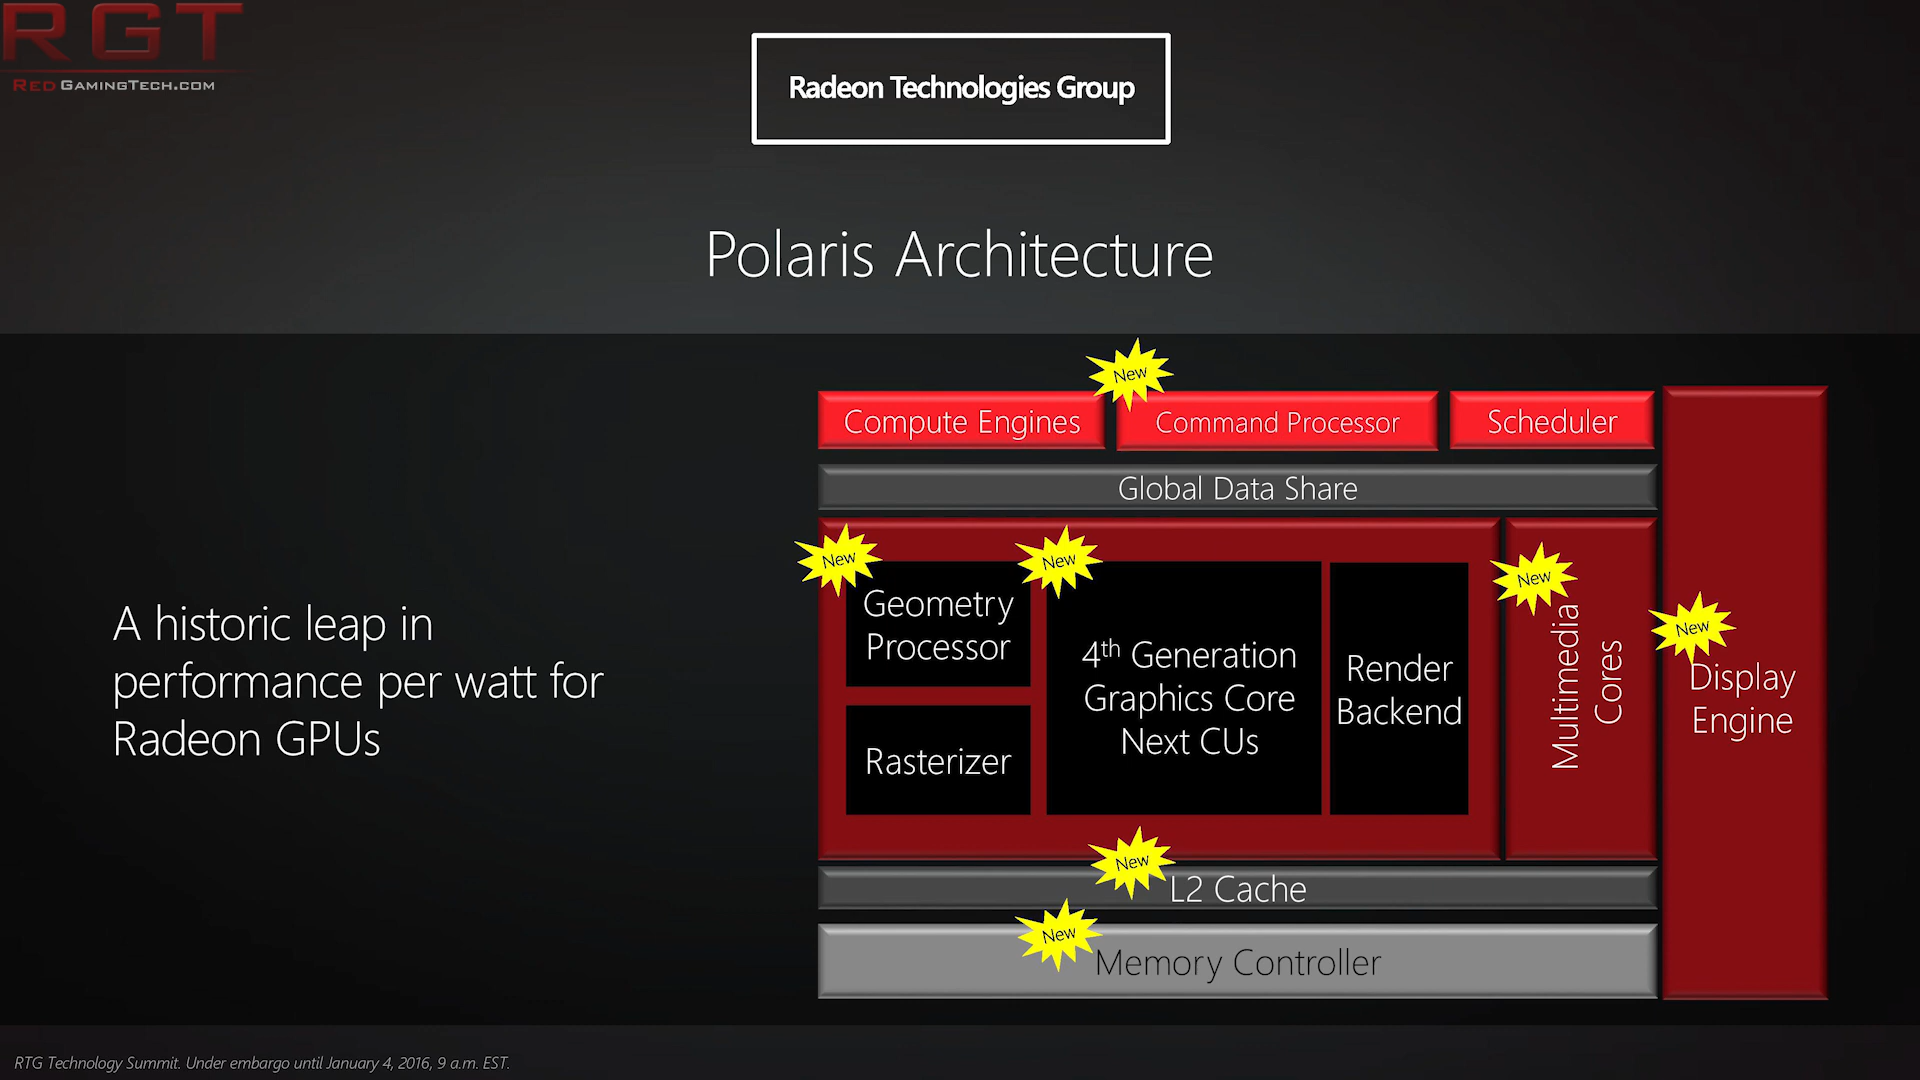 RGT
RedGamingTech.com
Radeon Technologies Group
Polaris Architecture
A historic leap in
performance per watt for
Radeon GPUs
New
Compute Engines
Command Processor
Scheduler
Global Data Share
New
New
New
New
Geometry
Processor
Rasterizer
4th Generation
Graphics Core
Next CUs
Render
Backend
Multimedia
Cores
Display
Engine
New
L2 Cache
New
Memory Controller
RTG Technology Summit. Under embargo until January 4, 2016, 9 a.m. EST.